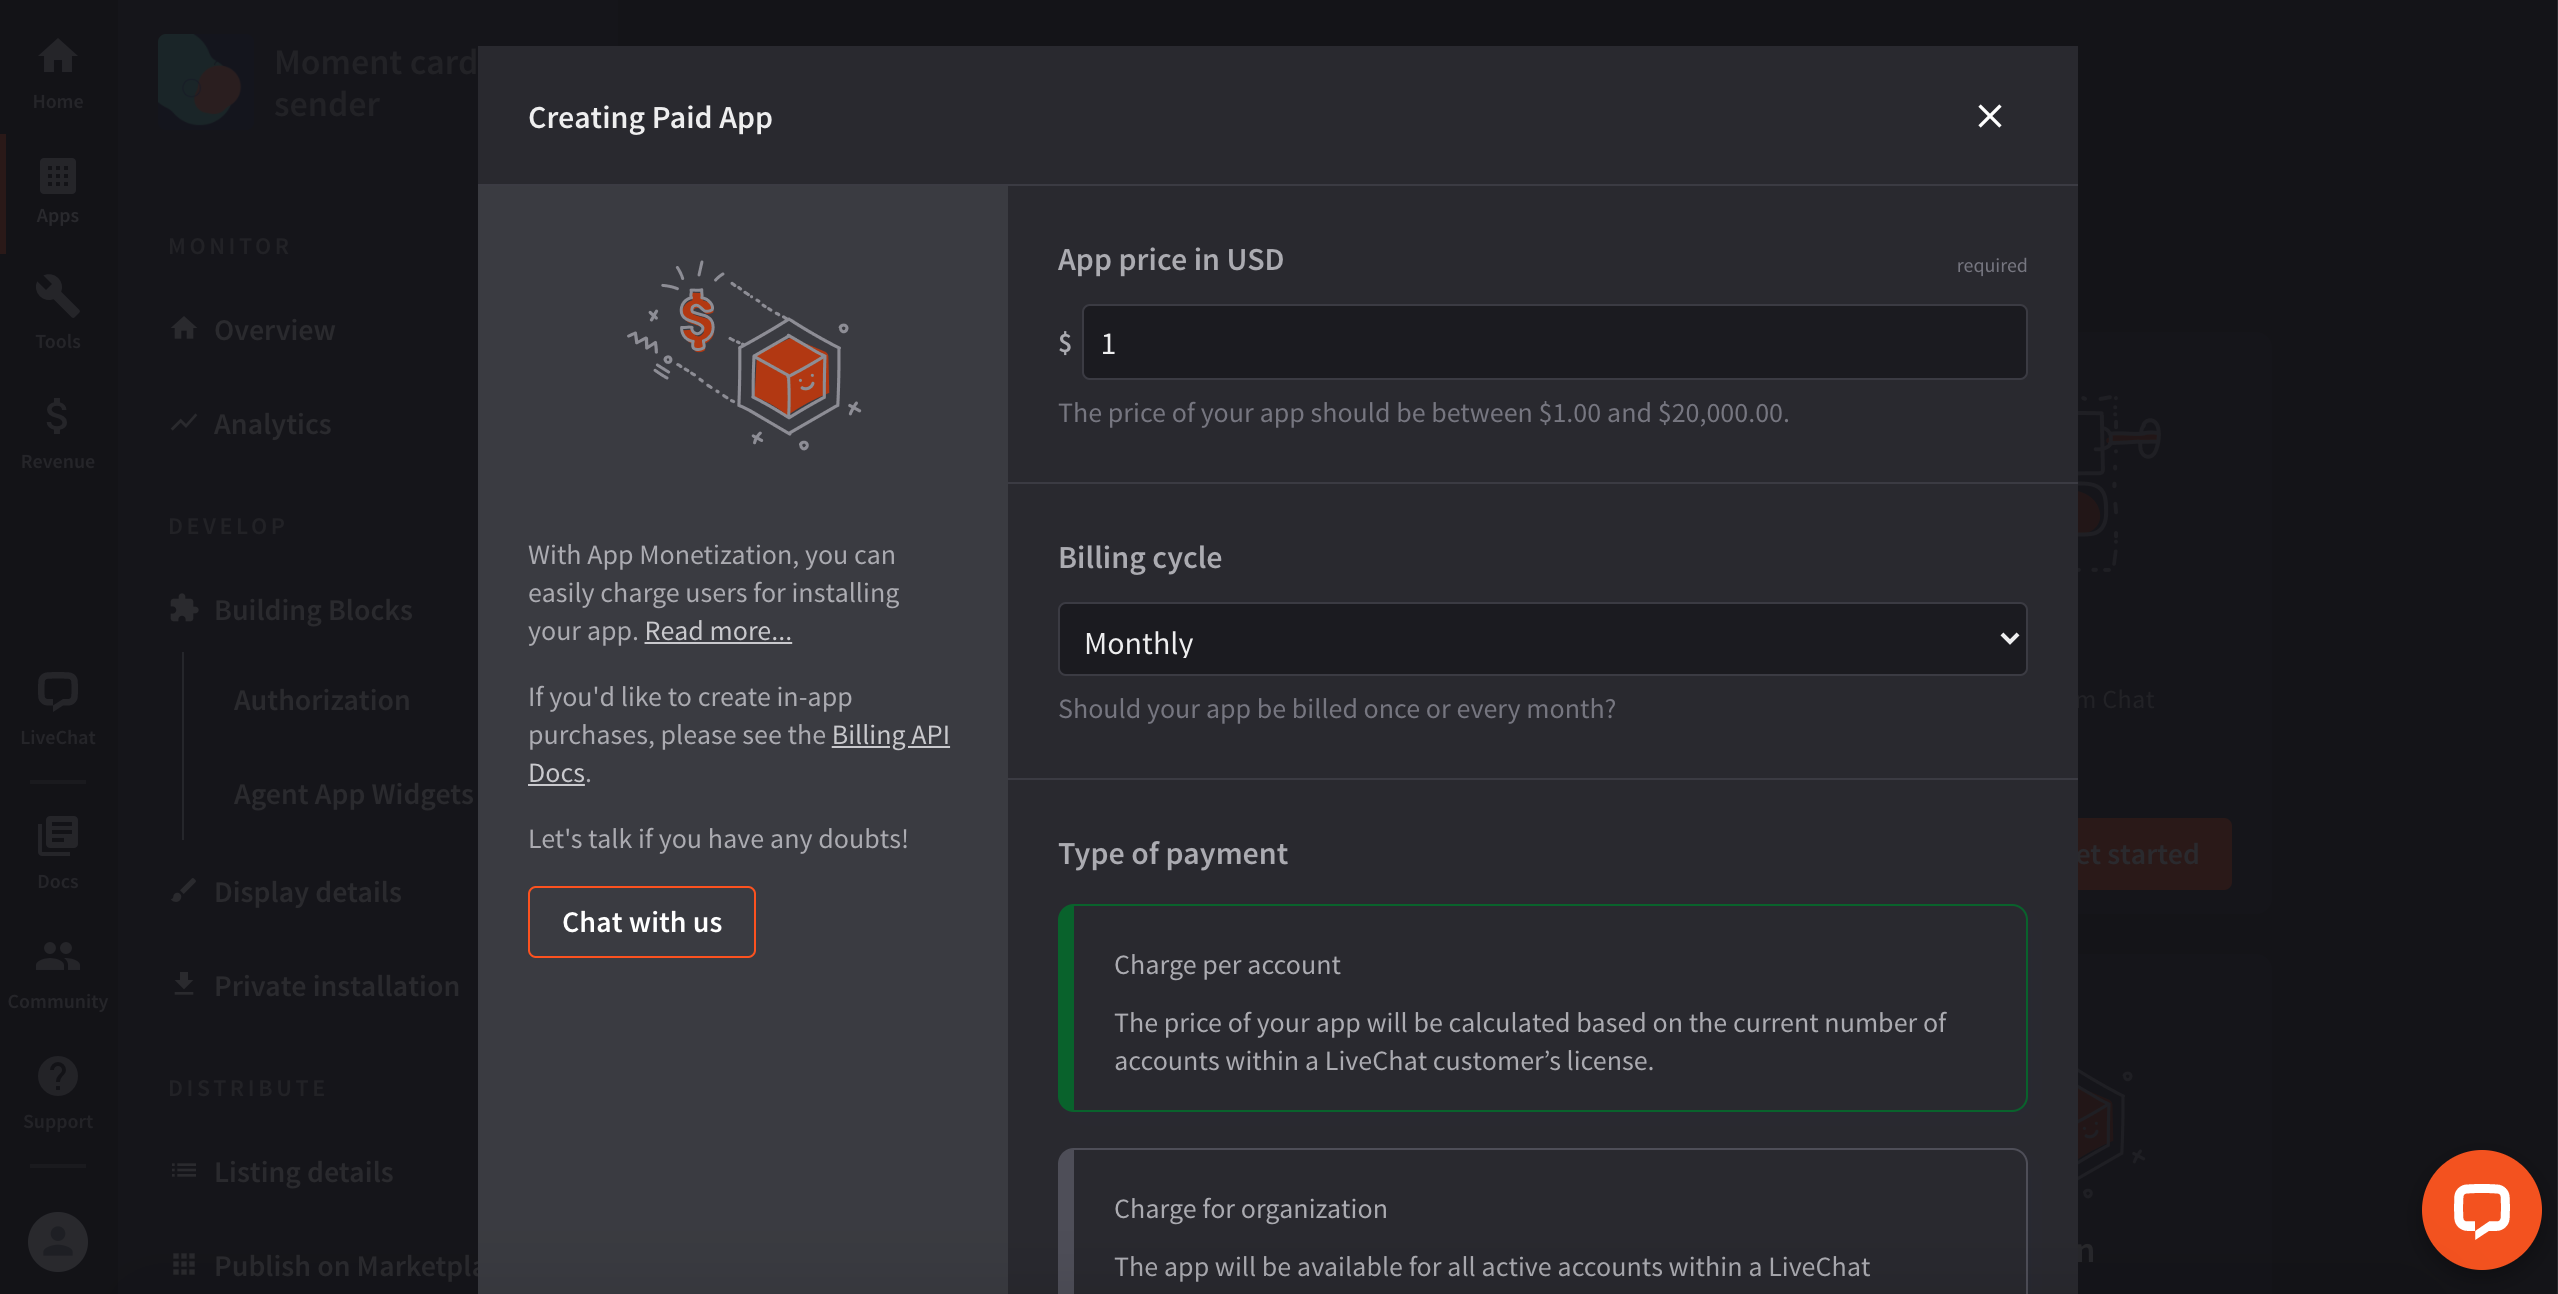 Home
Apps
Tools
Revenue
LiveChat
Docs
Community
Support
Moment card
sender
MONITOR
Overview
Analytics
DEVELOP
Building Blocks
Authorization
Agent App Widgets
Display details
Private installation
DISTRIBUTE
Listing details
Publish on Marketpla
Creating Paid App
With App Monetization, you can
easily charge users for installing
your app. Read more...
If you'd like to create in-app
purchases, please see the Billing API
Docs.
Let's talk if you have any doubts!
Chat with us
App price in USD
required
$ 1
The price of your app should be between $1.00 and $20,000.00.
Billing cycle
Monthly
Should your app be billed once or every month?
Type of payment
Charge per account
The price of your app will be calculated based on the current number of
accounts within a LiveChat customer’s license.
Charge for organization
The app will be available for all active accounts within a LiveChat
m Chat
et started